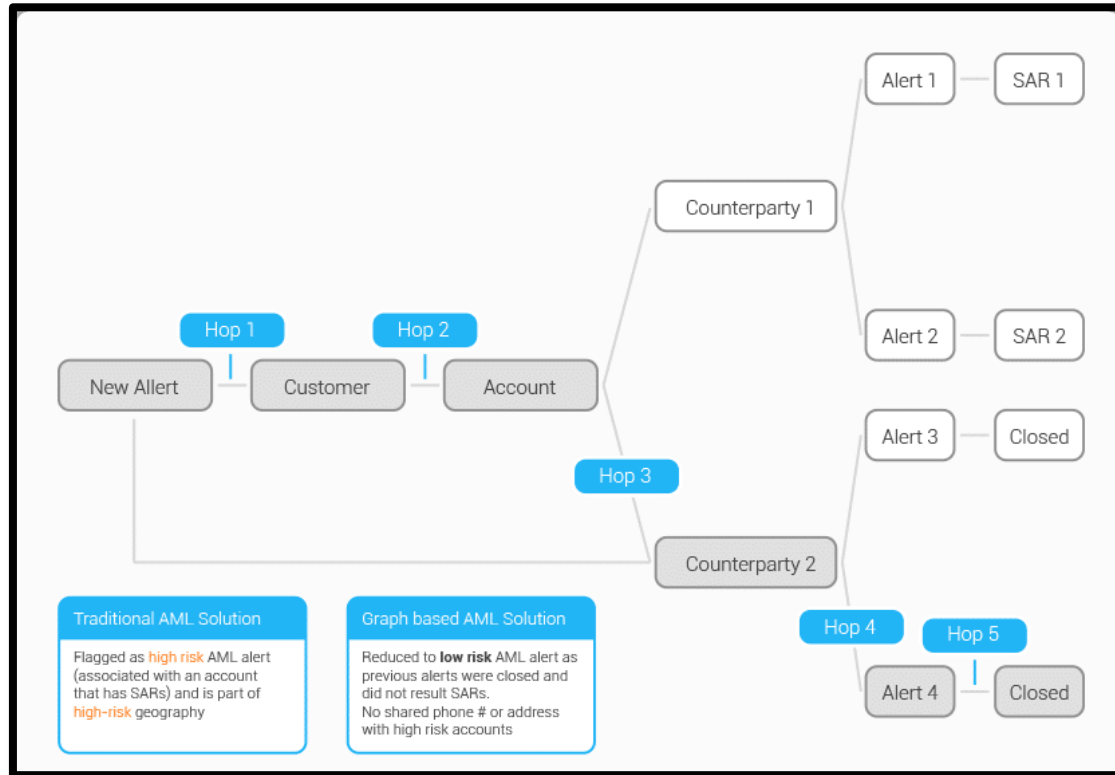 Alert 1
SAR 1
Counterparty 1
Hop 1
Hop 2
Alert 2
SAR 2
New Allert
Customer
Account
Alert 3
Closed
Hop 3
Counterparty 2
Traditional AML Solution
Flagged as high risk AML alert
(associated with an account
that has SARs) and is part of
high-risk geography
Graph based AML Solution
Reduced to low risk AML alert as
previous alerts were closed and
did not result SARs.
No shared phone # or address
with high risk accounts
Hop 4
Hop 5
Alert 4
Closed